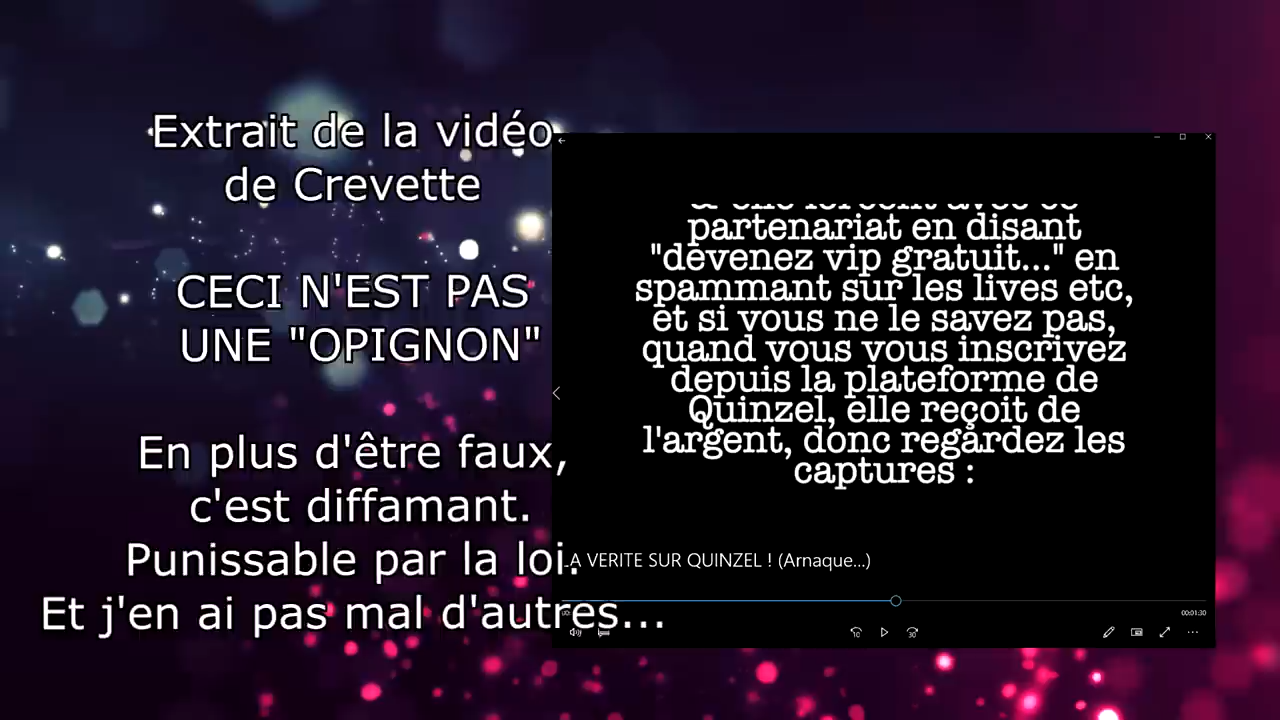 Extrait de la vidéo
de Crevette
CECI N'EST PAS
UNE "OPIGNON"
En plus d'être faux,
c'est diffamant.
Punissable par la loi.
Et j'en ai pas mal d'autres...
partenariat en disant
"devenez vip gratuit..." en
spammant sur les lives etc,
et si vous ne le savez pas,
quand vous vous inscrivez
depuis la plateforme de
Quinzel, elle reçoit de
l'argent, donc regardez les
captures :
LA VERITE SUR QUINZEL ! (Arnaque...)
00:01:30
10
30